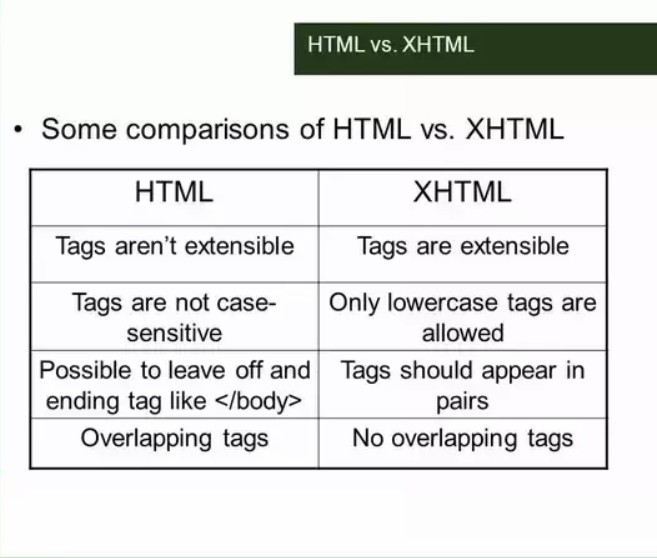 HTML vs. XHTML
• Some comparisons of HTML vs. XHTML
HTML XHTML
Tags aren't extensible Tags are extensible
Tags are not case-
sensitive
Only lowercase tags are
allowed
Possible to leave off and
ending tag like </body>
Tags should appear in
pairs
Overlapping tags No overlapping tags